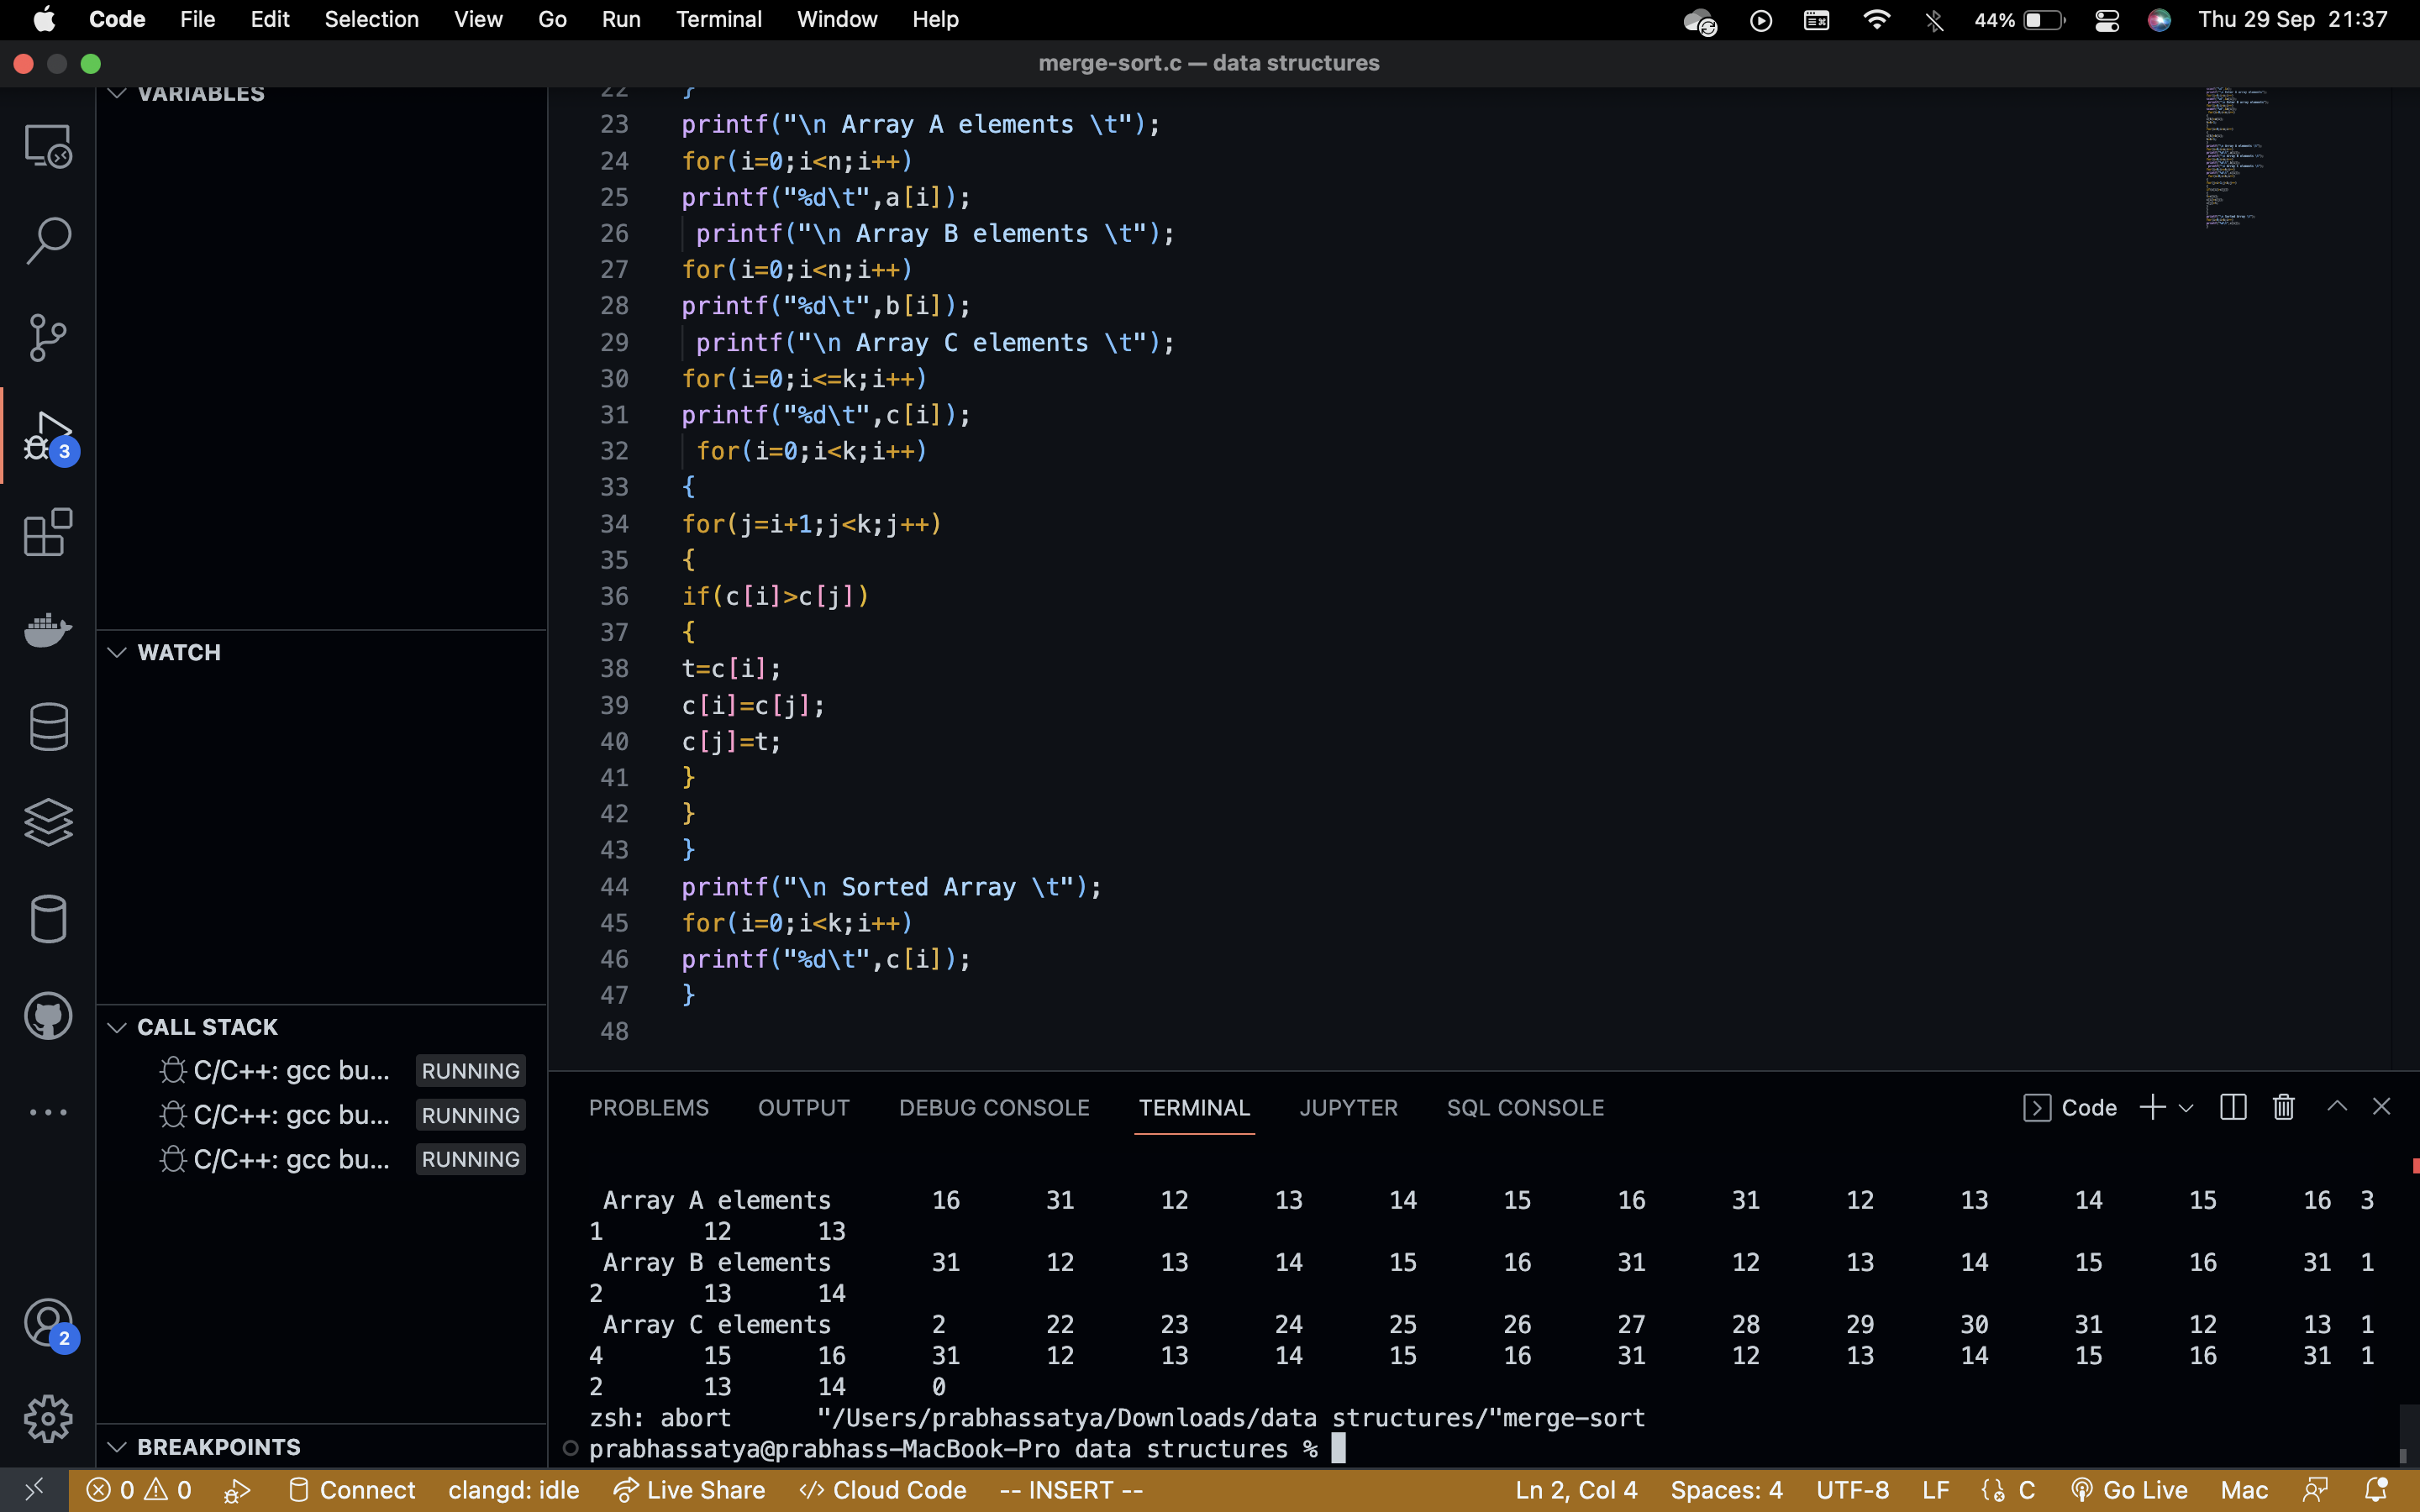 Code File Edit Selection View Go Run Terminal Window Help 44% Thu 29 Sep 21:37
merge-sort.c — data structures
VARIABLES
22 }
23 printf("\n Array A elements \t");
24 for(i=0;i<n;i++)
25 printf("%d\t",a[i]);
26 printf("\n Array B elements \t");
27 for(i=0;i<n;i++)
28 printf("%d\t",b[i]);
29 printf("\n Array C elements \t");
30 for(i=0;i<=k;i++)
31 printf("%d\t",c[i]);
32 for(i=0;i<k;i++)
33 {
34 for(j=i+1;j<k;j++)
35 {
36 if(c[i]>c[j])
37 {
38 t=c[i];
39 c[i]=c[j];
40 c[j]=t;
41 }
42 }
43 }
44 printf("\n Sorted Array \t");
45 for(i=0;i<k;i++)
46 printf("%d\t",c[i]);
47 }
48
3
WATCH
CALL STACK
C/C++: gcc bu... RUNNING
C/C++: gcc bu... RUNNING
C/C++: gcc bu... RUNNING
2
BREAKPOINTS
PROBLEMS OUTPUT DEBUG CONSOLE TERMINAL JUPYTER SQL CONSOLE Code
Array A elements 16 31 12 13 14 15 16 31 12 13 14 15 16 3
1 12 13
Array B elements 31 12 13 14 15 16 31 12 13 14 15 16 31 1
2 13 14
Array C elements 2 22 23 24 25 26 27 28 29 30 31 12 13 1
4 15 16 31 12 13 14 15 16 31 12 13 14 15 16 31 1
2 13 14 0
zsh: abort "/Users/prabhassatya/Downloads/data structures/"merge-sort
prabhassatya@prabhass-MacBook-Pro data structures %
0 0 Connect clangd: idle Live Share Cloud Code -- INSERT -- Ln 2, Col 4 Spaces: 4 UTF-8 LF C Go Live Mac